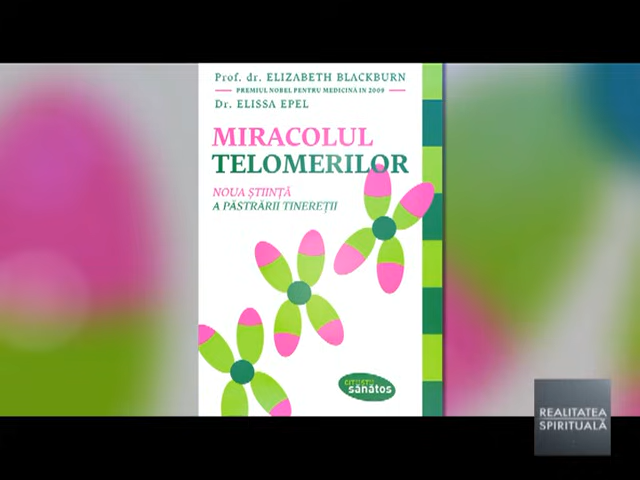 Prof. dr. ELIZABETH BLACKBURN
PREMIUL NOBEL PENTRU MEDICINĂ IN 2009
Dr. ELISSA EPEL
MIRACOLUL
TELOMERILOR
NOUA ȘTIINȚĂ
A PĂSTRĂRII TINEREȚII
CITEȘTE
sănătos
REALITATEA
SPIRITUALĂ